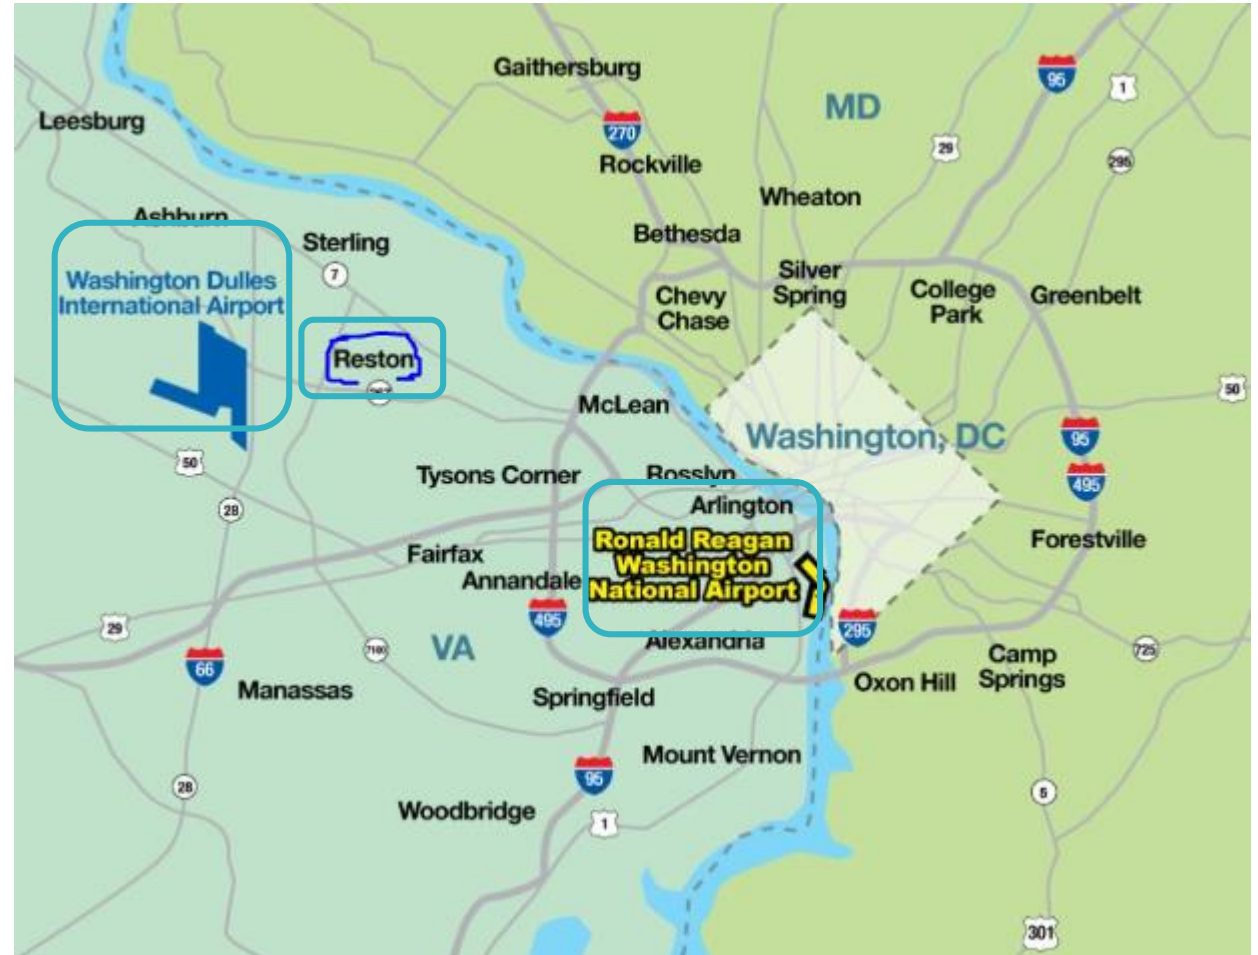 Gaithersburg
95
MD
1
Leesburg
270
29
295
Rockville
Wheaton
Ashburn
Bethesda
Sterling
7
Silver
Spring
Washington Dulles
International Airport
Chevy
Chase
College
Park
Greenbelt
Reston
267
50
McLean
Washington, DC
95
50
Tysons Corner
Rosslyn
495
28
Arlington
Ronald Reagan
Washington
National Airport
Forestville
Fairfax
Annandale
495
295
29
VA
7100
Alexandria
725
66
Camp
Springs
Manassas
Springfield
Oxon Hill
Mount Vernon
95
28
5
Woodbridge
1
301